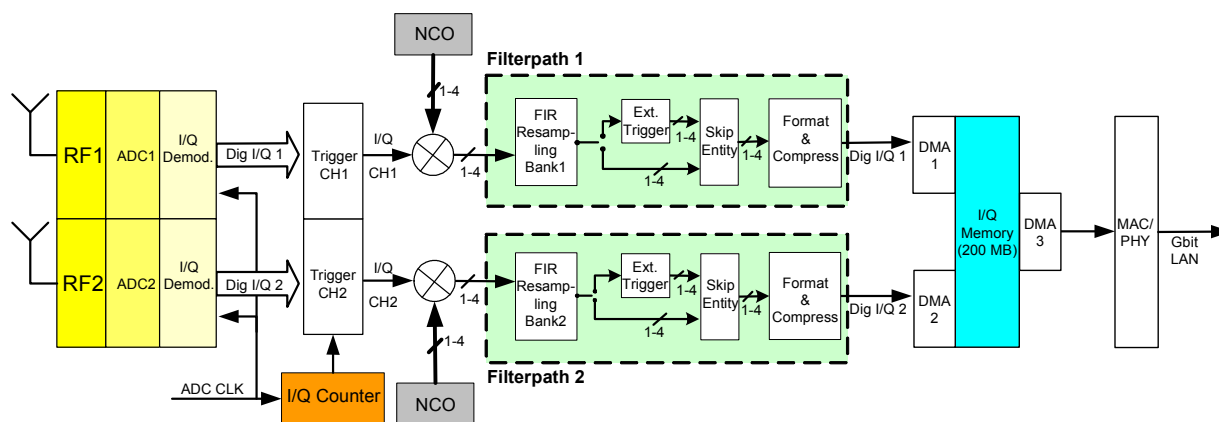 NCO
1-4
Filterpath 1
RF1
ADC1
I/Q
Demod.
Dig I/Q 1
Trigger
CH1
I/Q
CH1
1-4
FIR
Resamp-
ling
Bank1
Ext.
Trigger
1-4
1-4
Skip
Entity
1-4
Format
&
Compress
Dig I/Q 1
DMA
1
RF2
ADC2
I/Q
Demod.
Dig I/Q 2
Trigger
CH2
I/Q
CH2
1-4
FIR
Resamp-
ling
Bank2
Ext.
Trigger
1-4
1-4
Skip
Entity
1-4
Format
&
Compress
Dig I/Q 2
DMA
2
I/Q
Memory
(200 MB)
DMA
3
MAC/
PHY
Gbit
LAN
1-4
Filterpath 2
ADC CLK
I/Q Counter
NCO